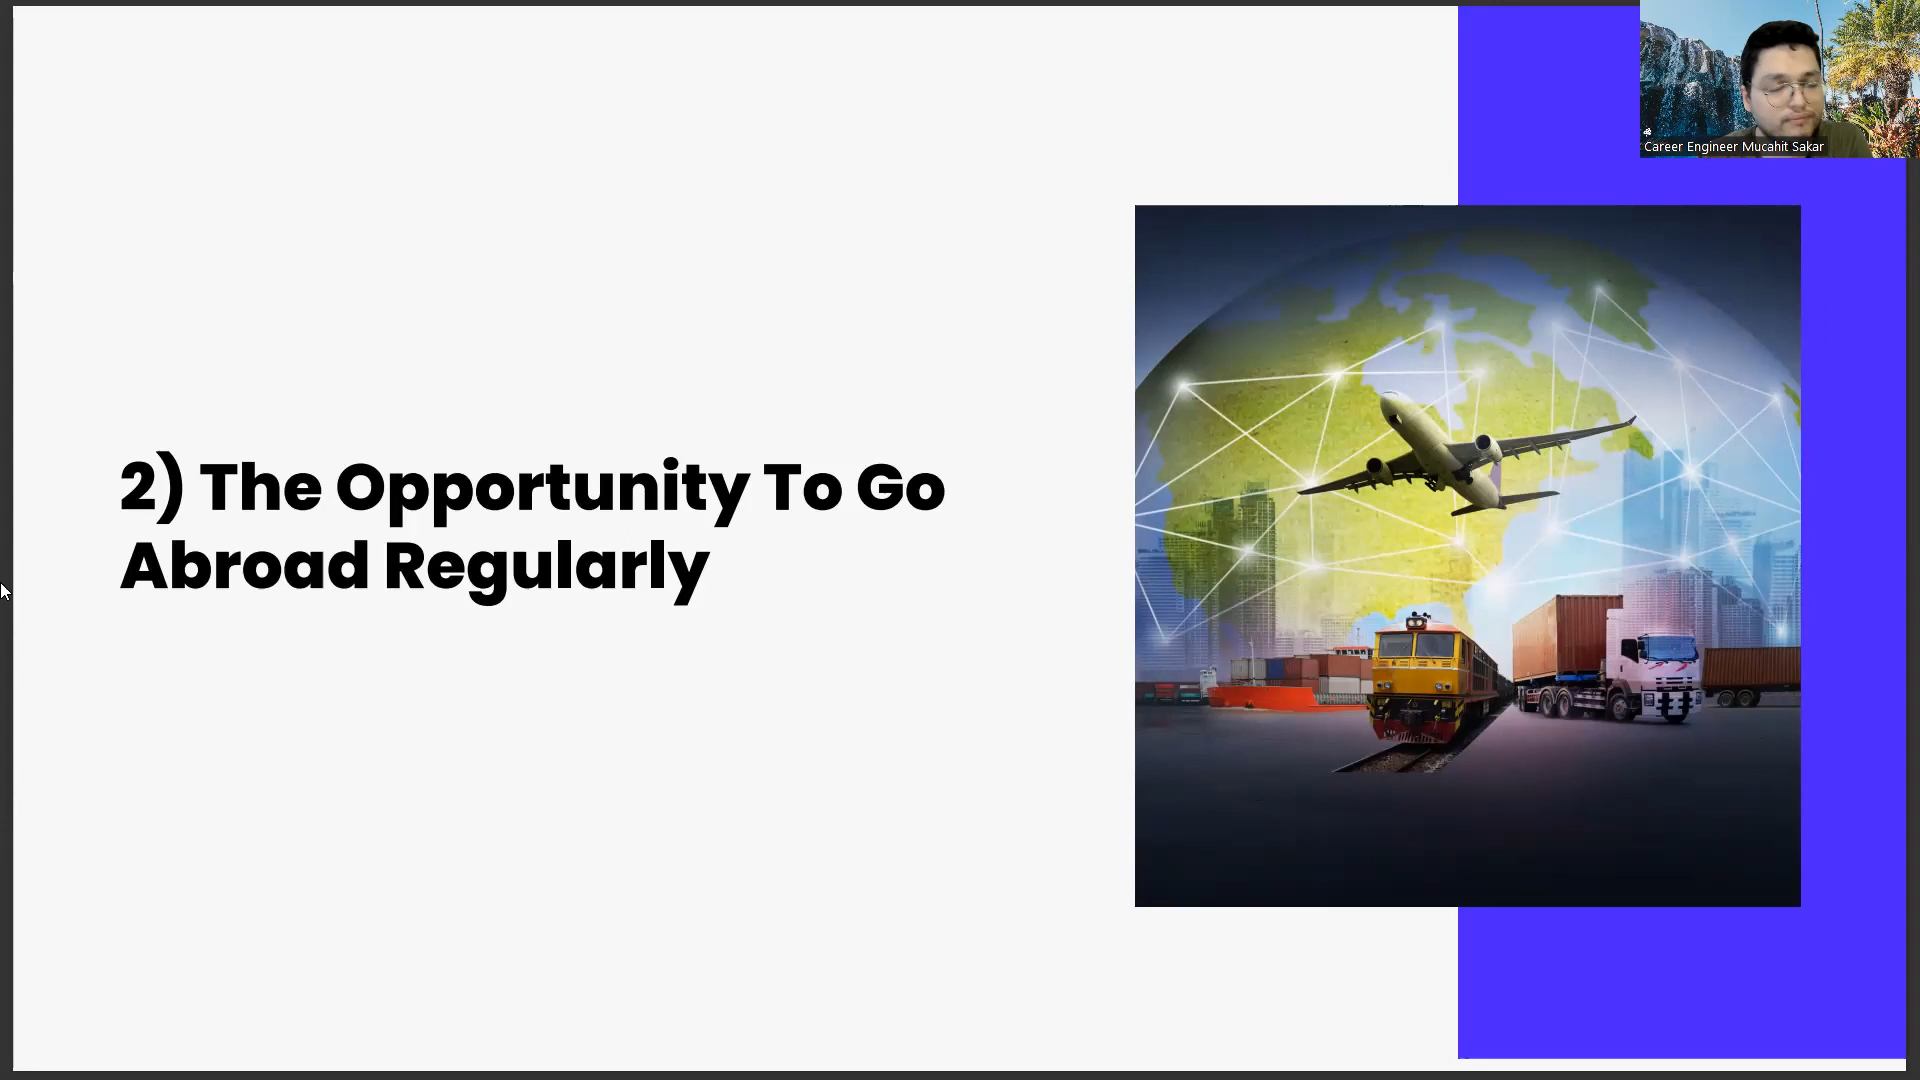 Career Engineer Mucahit Sakar
2) The Opportunity To Go
Abroad Regularly